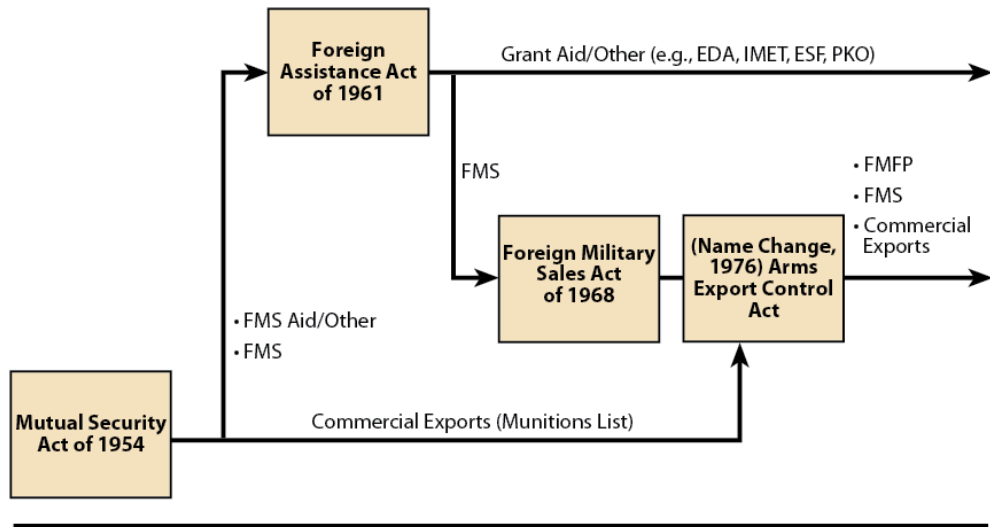 Foreign
Assistance Act
of 1961
Grant Aid/Other (e.g., EDA, IMET, ESF, PKO)
FMS
• FMFP
• FMS
• Commercial
Exports
Foreign Military
Sales Act
of 1968
(Name Change,
1976) Arms
Export Control
Act
• FMS Aid/Other
• FMS
Mutual Security
Act of 1954
Commercial Exports (Munitions List)